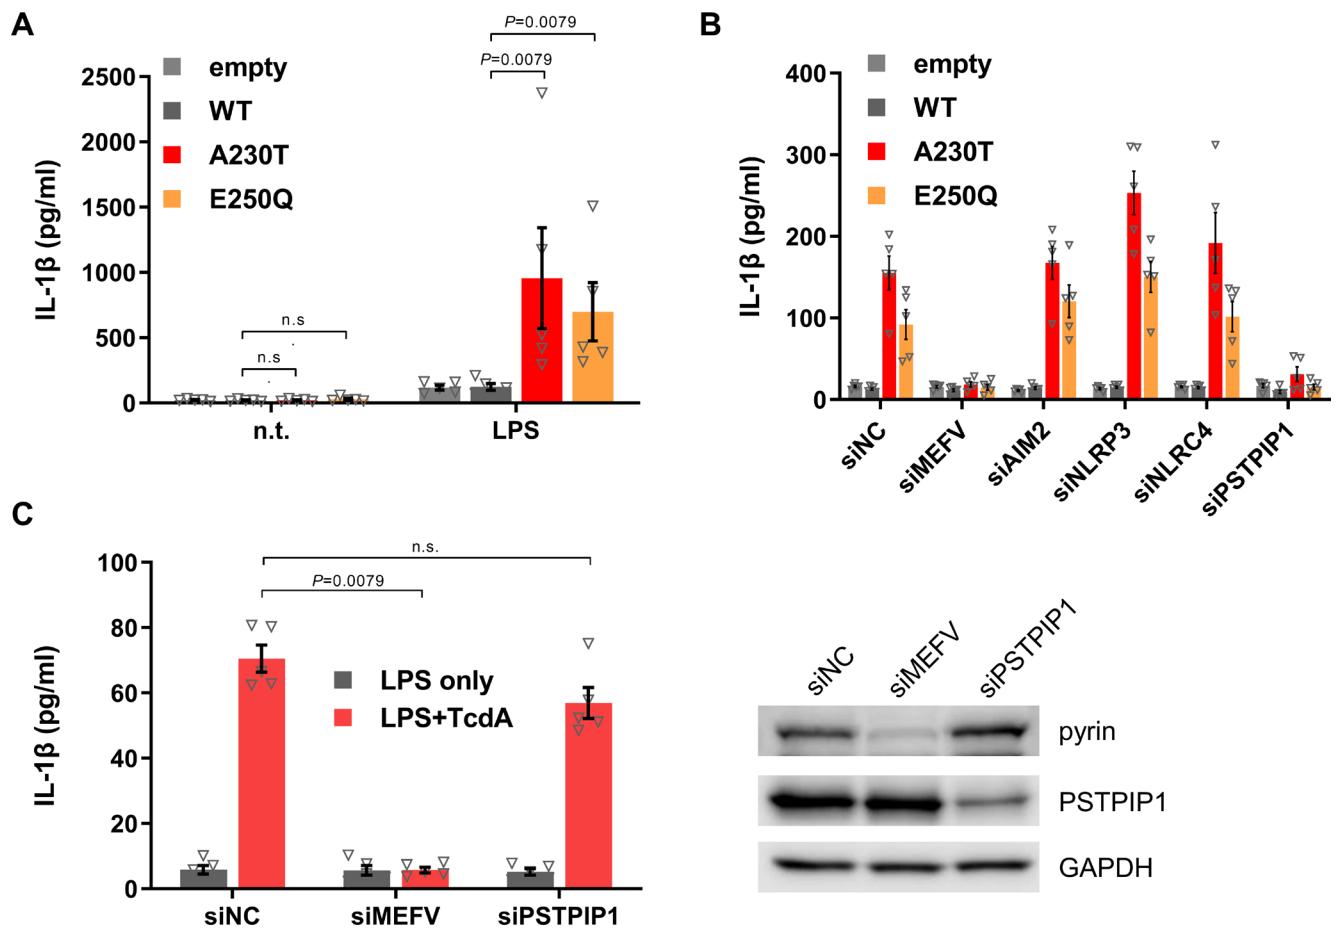 A
P=0.0079
P=0.0079
empty
WT
A230T
E250Q
IL-1β (pg/ml)
2500
2000
1500
1000
500
0
n.s
n.s
n.t.
LPS
B
empty
WT
A230T
E250Q
IL-1β (pg/ml)
400
300
200
100
0
siNC
siMEFV
siAIM2
siNLRP3
siNLRC4
siPSTPIP1
C
n.s.
P=0.0079
IL-1β (pg/ml)
100
80
60
40
20
0
LPS only
LPS+TcdA
siNC
siMEFV
siPSTPIP1
siNC
siMEFV
siPSTPIP1
pyrin
PSTPIP1
GAPDH